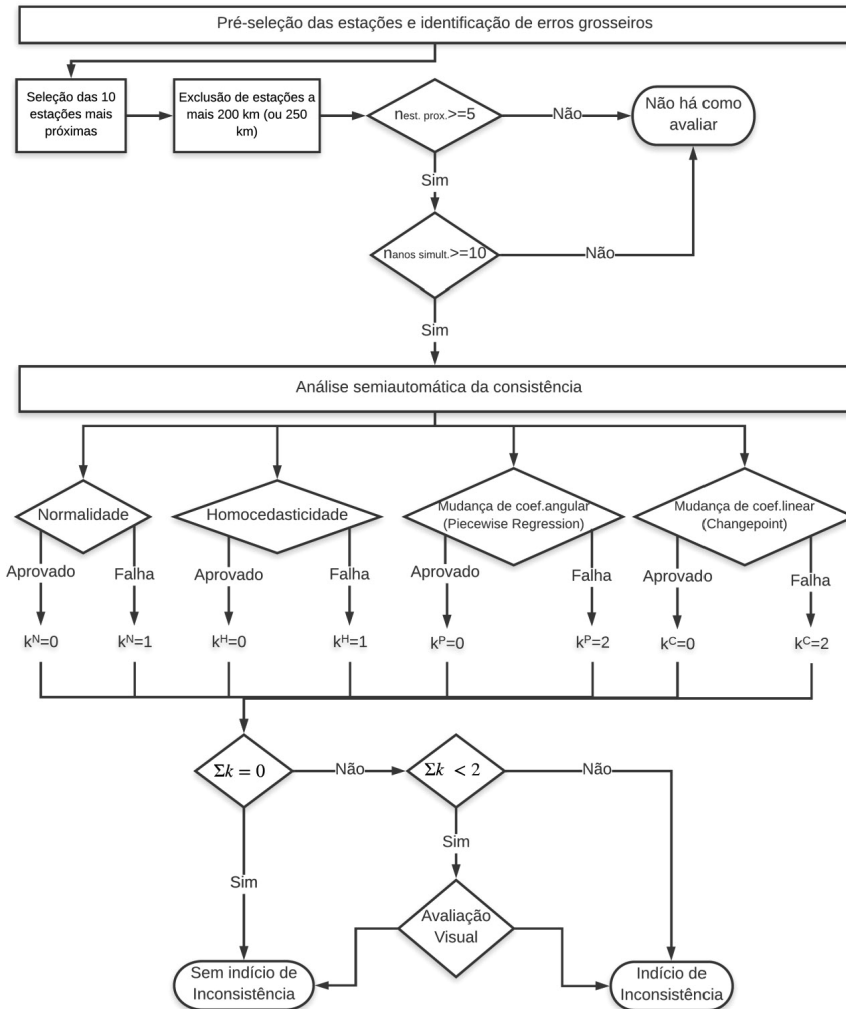 Pré-seleção das estações e identificação de erros grosseiros
Seleção das 10
estações mais
próximas
Exclusão de estações a
mais 200 km (ou 250
km)
nest. prox.>=5
Não
Não há como
avaliar
Sim
nanos simult.>=10
Não
Sim
Análise semiautomática da consistência
Normalidade
Homocedasticidade
Mudança de coef.angular
(Piecewise Regression)
Mudança de coef.linear
(Changepoint)
Aprovado
Falha
Aprovado
Falha
Aprovado
Falha
Aprovado
Falha
kᴺ=0
kᴺ=1
kᴴ=0
kᴴ=1
kᴾ=0
kᴾ=2
kC=0
kC=2
Σk = 0
Não
Σk < 2
Não
Sim
Sim
Avaliação
Visual
Sem indício de
Inconsistência
Indício de
Inconsistência